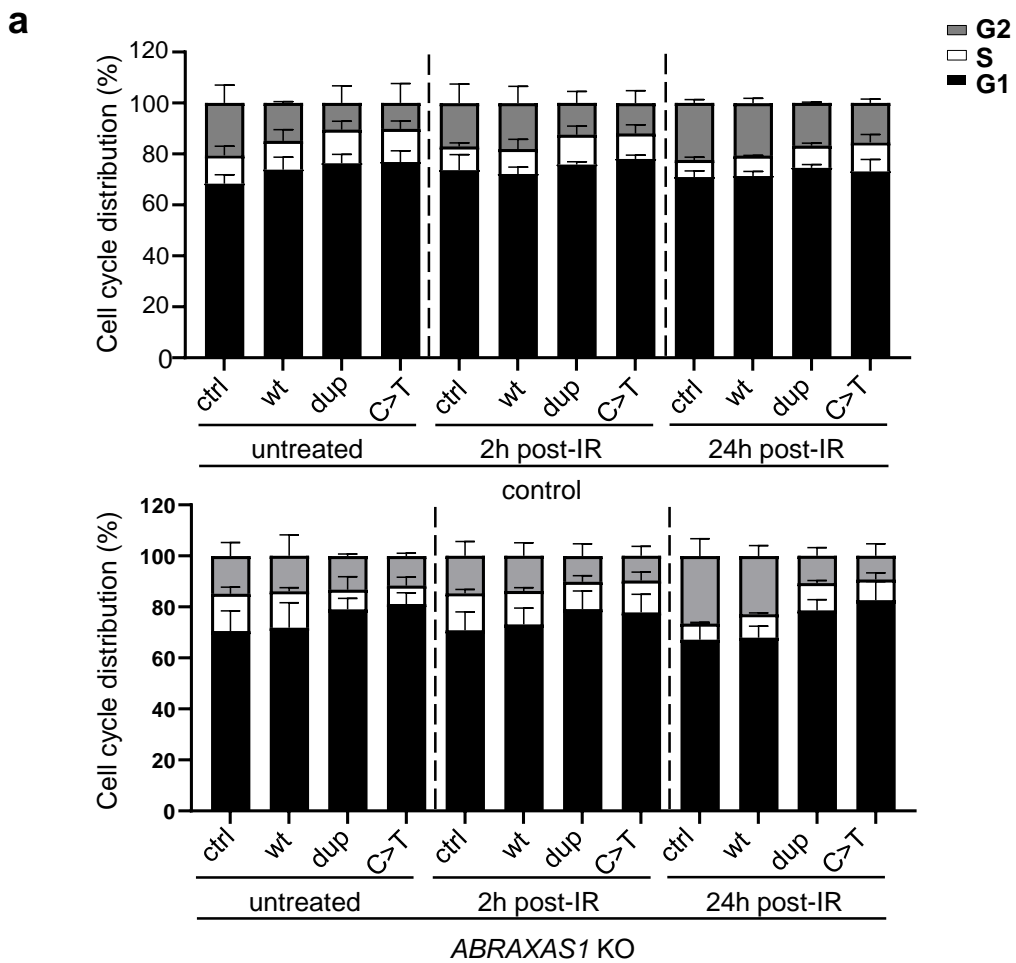 a
G2
S
G1
Cell cycle distribution (%)
120
100
80
60
40
20
0
ctrl wt dup C>T ctrl wt dup C>T ctrl wt dup C>T
untreated 2h post-IR 24h post-IR
control
Cell cycle distribution (%)
120
100
80
60
40
20
0
ctrl wt dup C>T ctrl wt dup C>T ctrl wt dup C>T
untreated 2h post-IR 24h post-IR
ABRAXAS1 KO